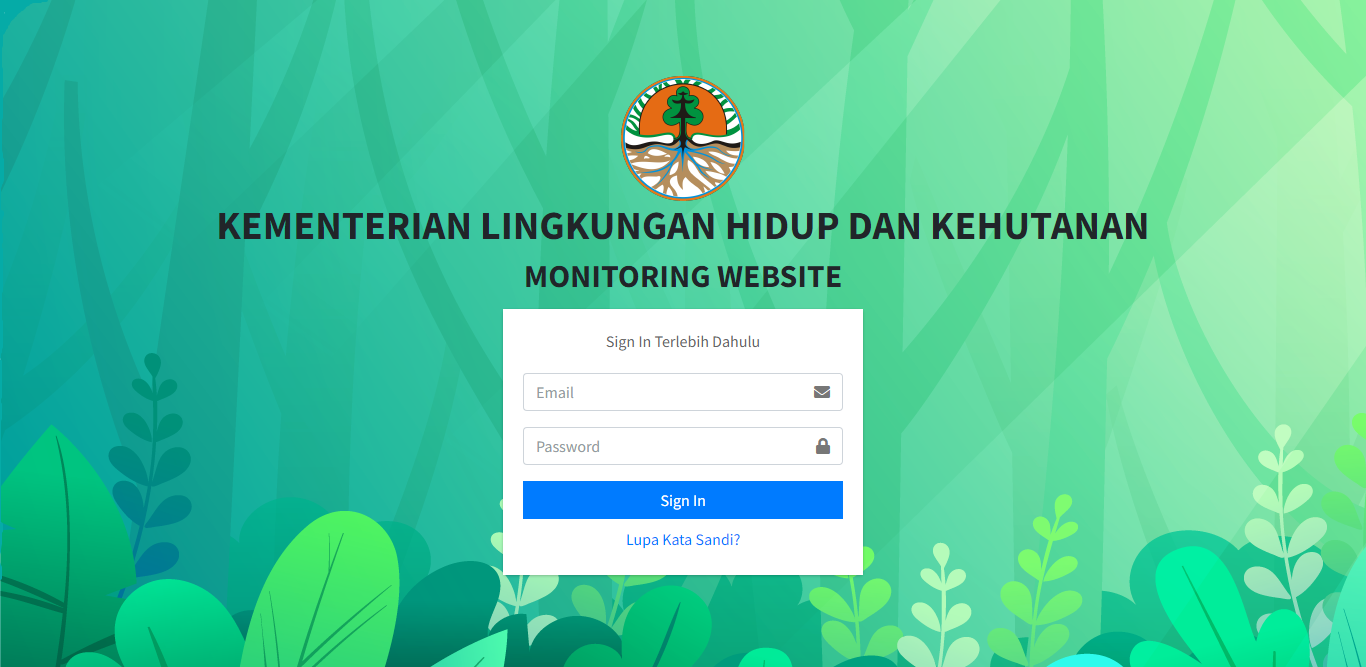 KEMENTERIAN LINGKUNGAN HIDUP DAN KEHUTANAN
MONITORING WEBSITE
Sign In Terlebih Dahulu
Email
Password
Sign In
Lupa Kata Sandi?